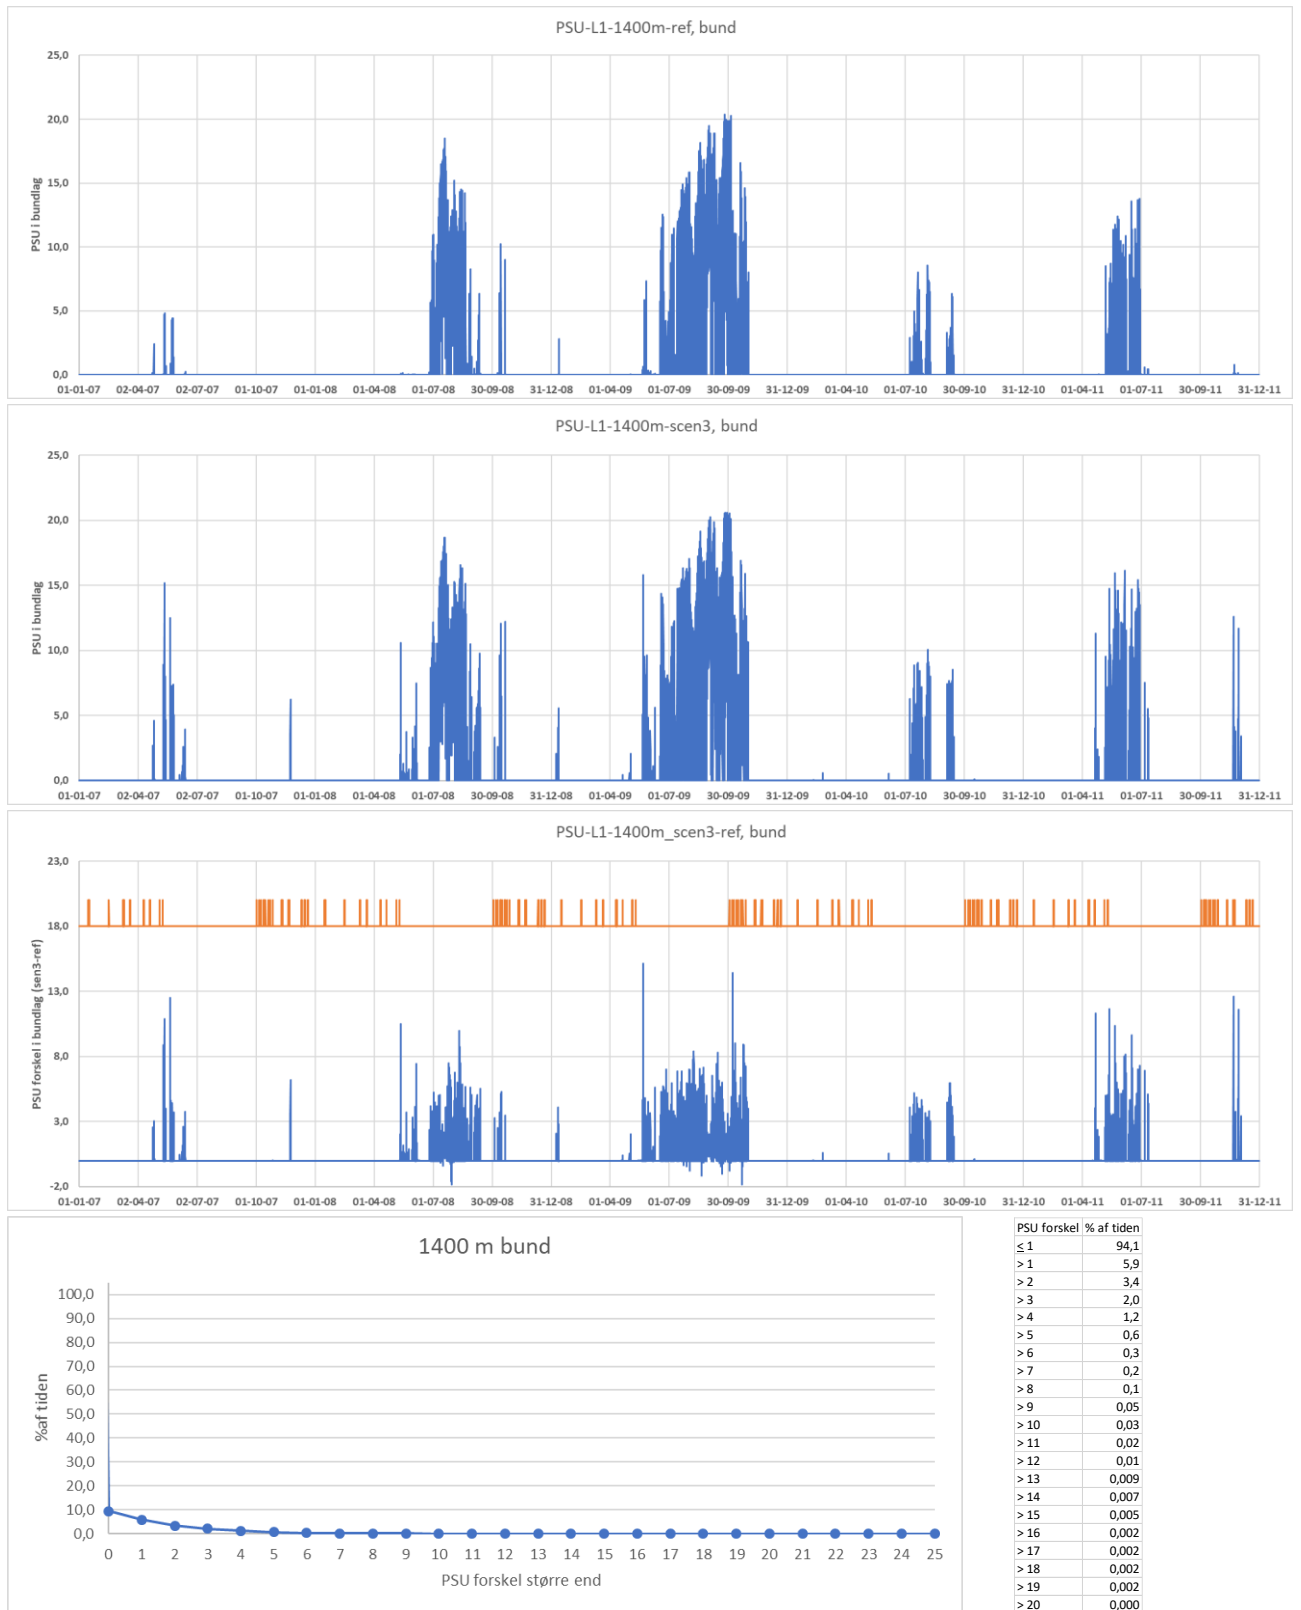 PSU-L1-1400m-ref, bund
PSU i bundlag
25,0
20,0
15,0
10,0
5,0
0,0
01-01-07 02-04-07 02-07-07 01-10-07 01-01-08 01-04-08 01-07-08 30-09-08 31-12-08 01-04-09 01-07-09 30-09-09 31-12-09 01-04-10 01-07-10 30-09-10 31-12-10 01-04-11 01-07-11 30-09-11 31-12-11
PSU-L1-1400m-scen3, bund
PSU i bundlag
25,0
20,0
15,0
10,0
5,0
0,0
01-01-07 02-04-07 02-07-07 01-10-07 01-01-08 01-04-08 01-07-08 30-09-08 31-12-08 01-04-09 01-07-09 30-09-09 31-12-09 01-04-10 01-07-10 30-09-10 31-12-10 01-04-11 01-07-11 30-09-11 31-12-11
PSU-L1-1400m_scen3-ref, bund
PSU forskel i bundlag (sen3-ref)
23,0
18,0
13,0
8,0
3,0
-2,0
01-01-07 02-04-07 02-07-07 01-10-07 01-01-08 01-04-08 01-07-08 30-09-08 31-12-08 01-04-09 01-07-09 30-09-09 31-12-09 01-04-10 01-07-10 30-09-10 31-12-10 01-04-11 01-07-11 30-09-11 31-12-11
1400 m bund
%af tiden
100,0
90,0
80,0
70,0
60,0
50,0
40,0
30,0
20,0
10,0
0,0
0 1 2 3 4 5 6 7 8 9 10 11 12 13 14 15 16 17 18 19 20 21 22 23 24 25
PSU forskel større end
PSU forskel % af tiden
≤ 1 94,1
> 1 5,9
> 2 3,4
> 3 2,0
> 4 1,2
> 5 0,6
> 6 0,3
> 7 0,2
> 8 0,1
> 9 0,05
> 10 0,03
> 11 0,02
> 12 0,01
> 13 0,009
> 14 0,007
> 15 0,005
> 16 0,002
> 17 0,002
> 18 0,002
> 19 0,002
> 20 0,000